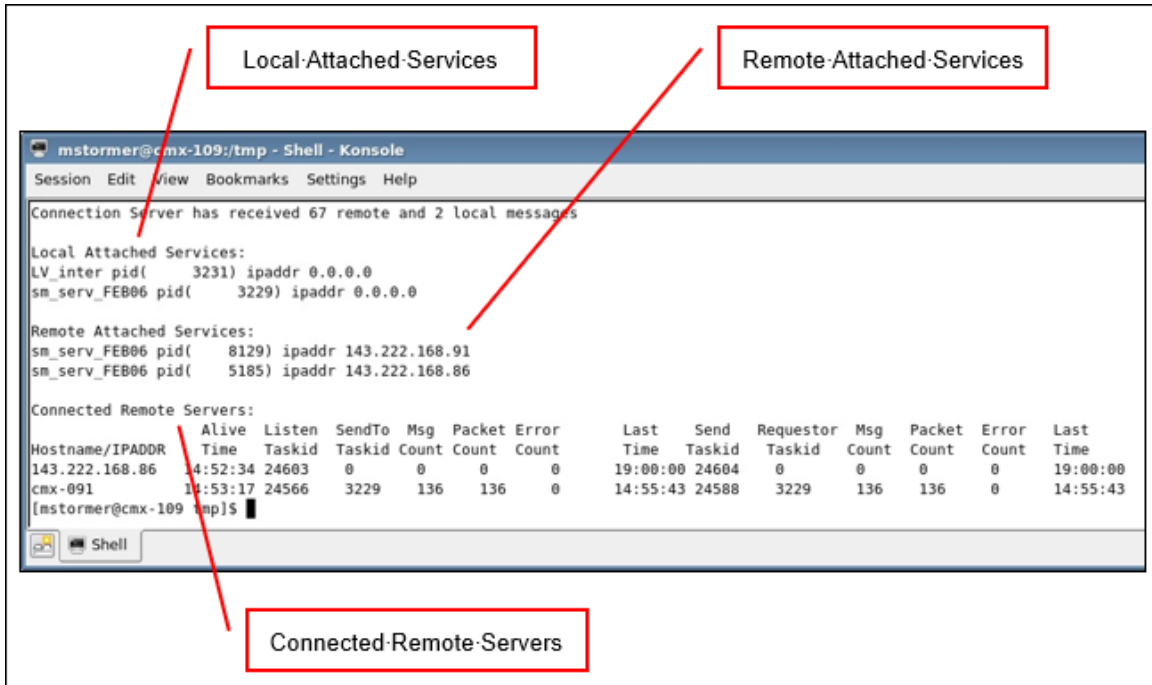 Local·Attached·Services
Remote·Attached·Services
mstormer@cmx-109:/tmp - Shell - Konsole
Session Edit View Bookmarks Settings Help
Connection Server has received 67 remote and 2 local messages
Local Attached Services:
LV_inter pid( 3231) ipaddr 0.0.0.0
sm_serv_FEB06 pid( 3229) ipaddr 0.0.0.0
Remote Attached Services:
sm_serv_FEB06 pid( 8129) ipaddr 143.222.168.91
sm_serv_FEB06 pid( 5185) ipaddr 143.222.168.86
Connected Remote Servers:
Alive Listen SendTo Msg Packet Error Last Send Requestor Msg Packet Error Last
Hostname/IPADDR Time Taskid Taskid Count Count Count Time Taskid Taskid Count Count Count Time
143.222.168.86 14:52:34 24603 0 0 0 0 19:00:00 24604 0 0 0 0 19:00:00
cmx-091 14:53:17 24566 3229 136 136 0 14:55:43 24588 3229 136 136 0 14:55:43
[mstormer@cmx-109 tmp]$
Shell
Connected·Remote·Servers